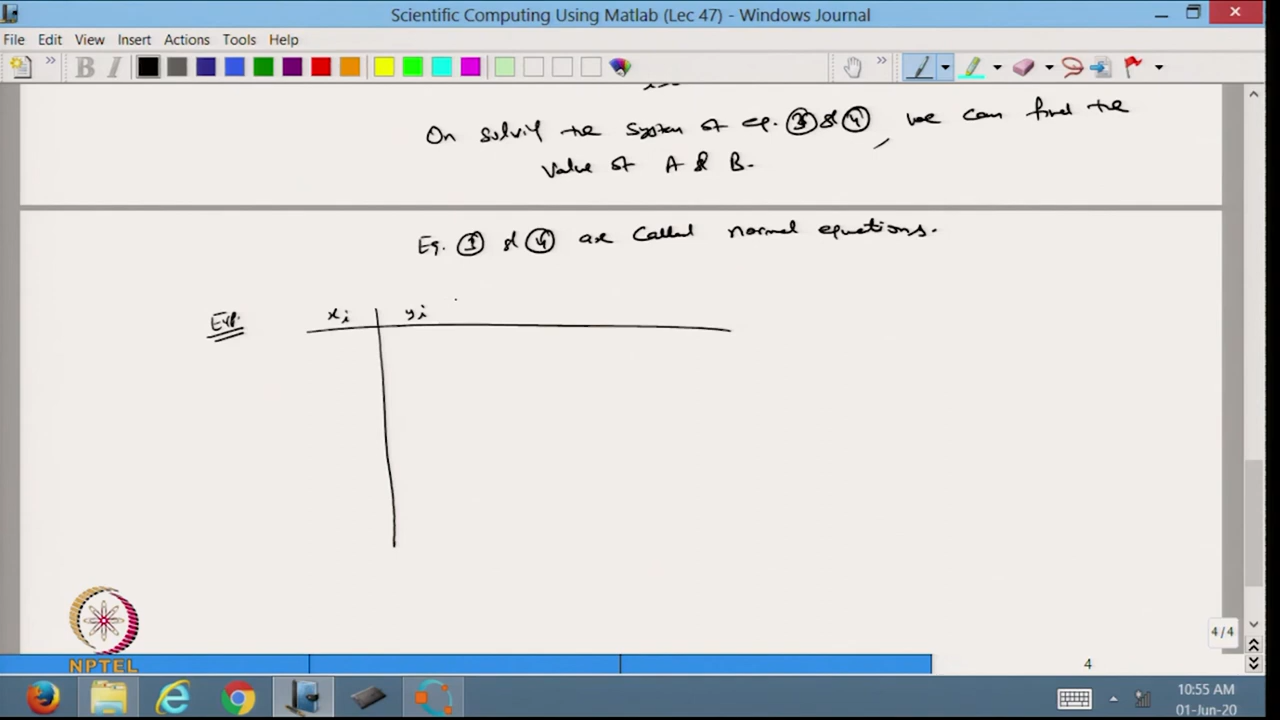 Scientific Computing Using Matlab (Lec 47) - Windows Journal
File Edit View Insert Actions Tools Help
On solvig the system of eq. ③ & ④, we can find the
value of A & B.
Eq. ③ & ④ are called normal equations.
Exp. xi yi
4/4
NPTEL
4
10:55 AM
01-Jun-20